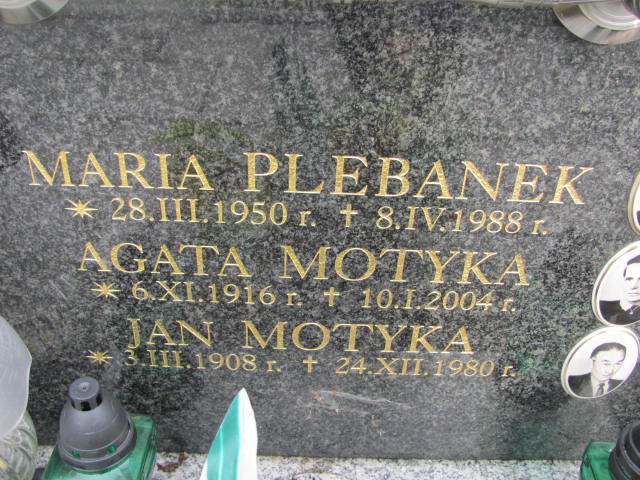 MARIA PLEBANEK
* 28.III.1950 r. † 8.IV.1988 r.
AGATA MOTYKA
* 6.XI.1916 r. † 10.I.2004 r.
JAN MOTYKA
* 3.III.1908 r. † 24.XII.1980 r.